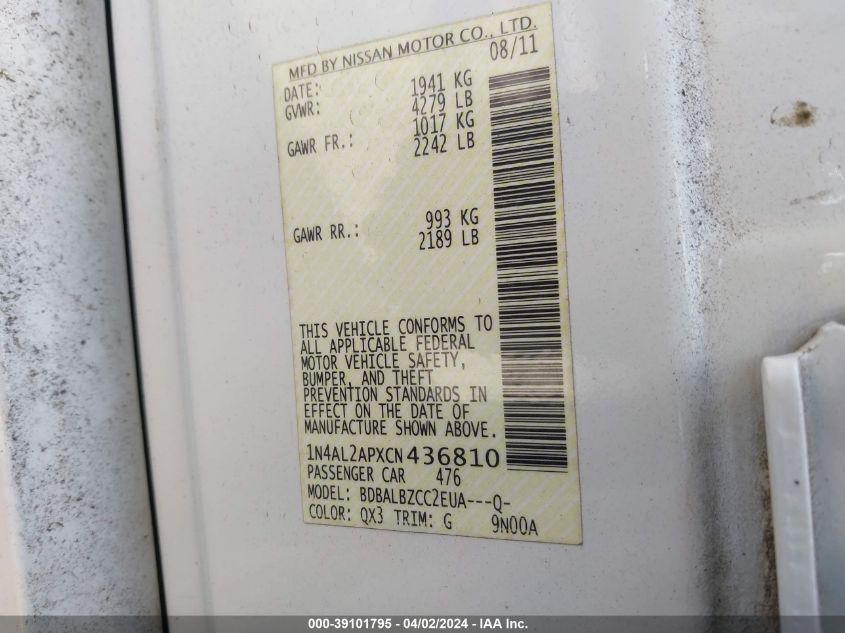 MFD BY NISSAN MOTOR CO., LTD.
DATE: 08/11
GVWR: 1941 KG
4279 LB
GAWR FR.: 1017 KG
2242 LB
GAWR RR.: 993 KG
2189 LB
THIS VEHICLE CONFORMS TO
ALL APPLICABLE FEDERAL
MOTOR VEHICLE SAFETY,
BUMPER, AND THEFT
PREVENTION STANDARDS IN
EFFECT ON THE DATE OF
MANUFACTURE SHOWN ABOVE.
1N4AL2APXCN 436810
PASSENGER CAR 476
MODEL: BDBALBZCC2EUA---Q-
COLOR: QX3 TRIM: G 9N00A
000-39101795 - 04/02/2024 - IAA Inc.